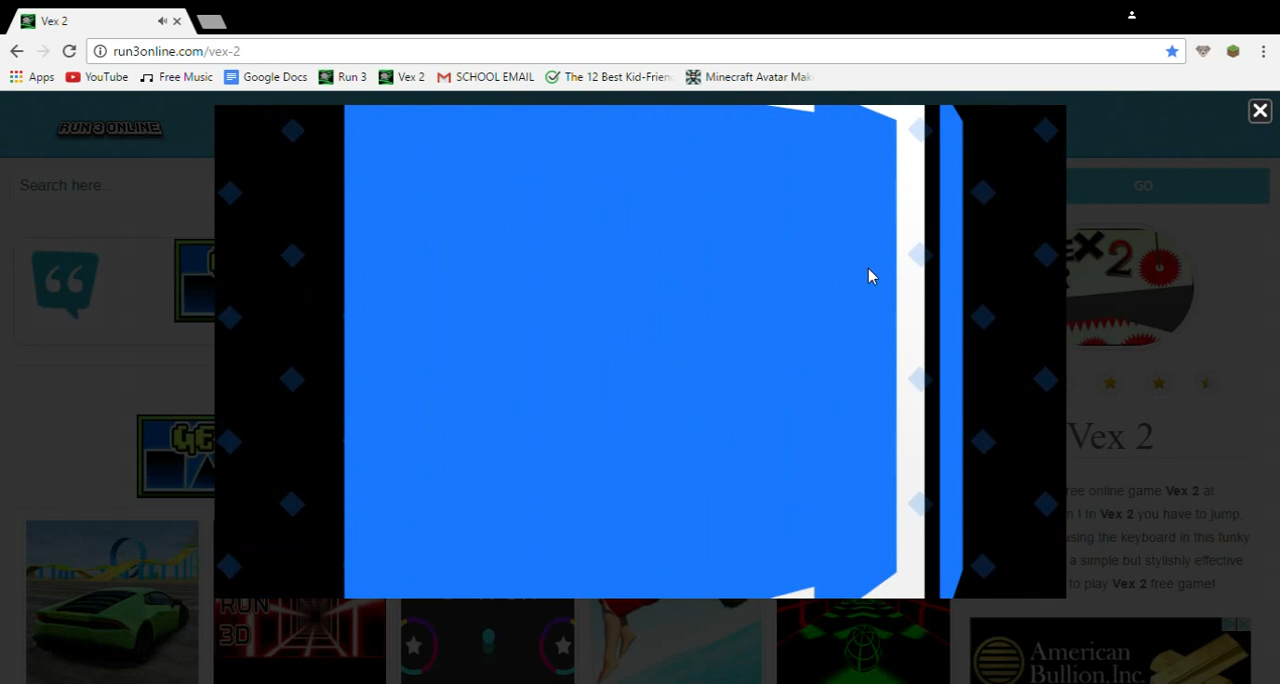 Vex 2
run3online.com/vex-2
Apps YouTube Free Music Google Docs Run 3 Vex 2 SCHOOL EMAIL The 12 Best Kid-Frien Minecraft Avatar Mak
RUN 3 ONLINE
Search here...
GO
EX 2
Vex 2
ree online game Vex 2 at
n I in Vex 2 you have to jump,
using the keyboard in this funky
a simple but stylishly effective
to play Vex 2 free game!
RUN
3D
American
Bullion, Inc.